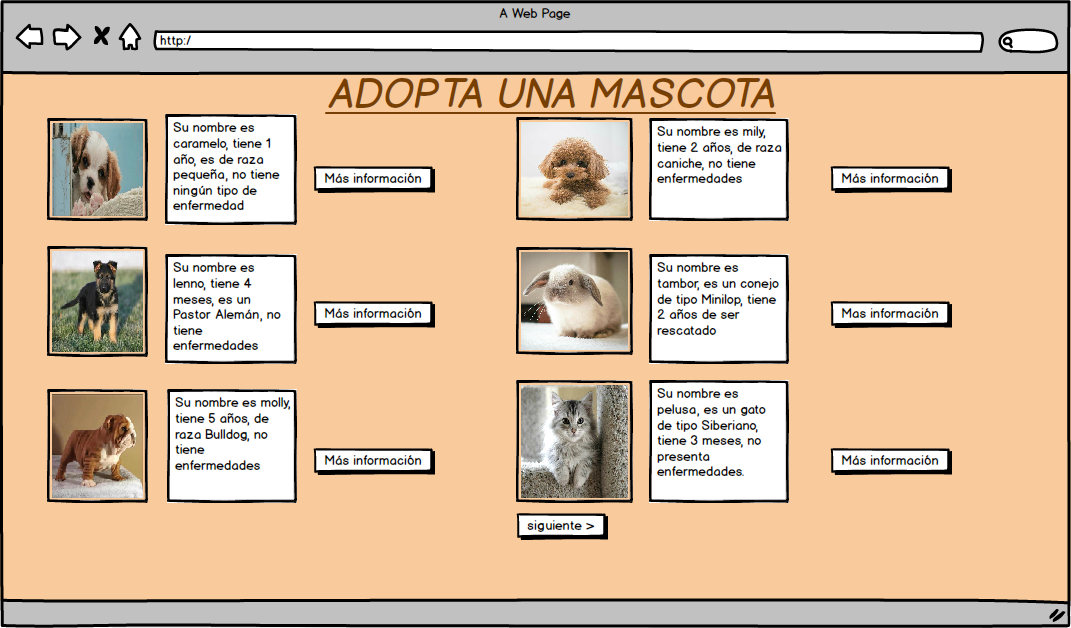 A Web Page
http:/
ADOPTA UNA MASCOTA
Su nombre es
caramelo, tiene 1
año, es de raza
pequeña, no tiene
ningún tipo de
enfermedad
Más información
Su nombre es mily,
tiene 2 años, de raza
caniche, no tiene
enfermedades
Más información
Su nombre es
lenno, tiene 4
meses, es un
Pastor Alemán, no
tiene
enfermedades
Mas información
Su nombre es
tambor, es un conejo
de tipo Minilop, tiene
2 años de ser
rescatado
Mas información
Su nombre es molly,
tiene 5 años, de
raza Bulldog, no
tiene
enfermedades
Más información
Su nombre es
pelusa, es un gato
de tipo Siberiano,
tiene 3 meses, no
presenta
enfermedades.
Más información
siguiente >